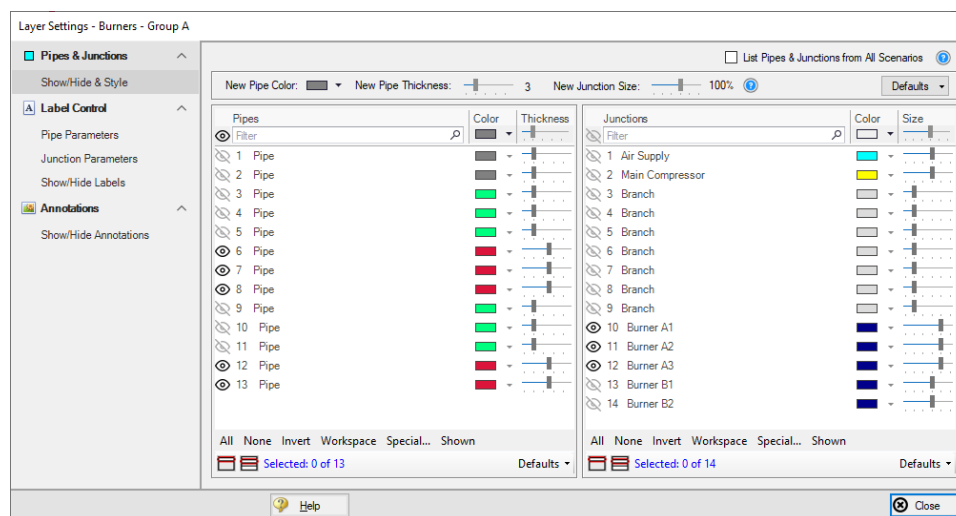 Layer Settings - Burners - Group A
Pipes & Junctions
Show/Hide & Style
A Label Control
Pipe Parameters
Junction Parameters
Show/Hide Labels
Annotations
Show/Hide Annotations
List Pipes & Junctions from All Scenarios
New Pipe Color: New Pipe Thickness: 3 New Junction Size: 100% Defaults
Pipes Color Thickness
Filter
1 Pipe
2 Pipe
3 Pipe
4 Pipe
5 Pipe
6 Pipe
7 Pipe
8 Pipe
9 Pipe
10 Pipe
11 Pipe
12 Pipe
13 Pipe
All None Invert Workspace Special... Shown
Selected: 0 of 13 Defaults
Junctions Color Size
Filter
1 Air Supply
2 Main Compressor
3 Branch
4 Branch
5 Branch
6 Branch
7 Branch
8 Branch
9 Branch
10 Burner A1
11 Burner A2
12 Burner A3
13 Burner B1
14 Burner B2
All None Invert Workspace Special... Shown
Selected: 0 of 14 Defaults
Help
Close